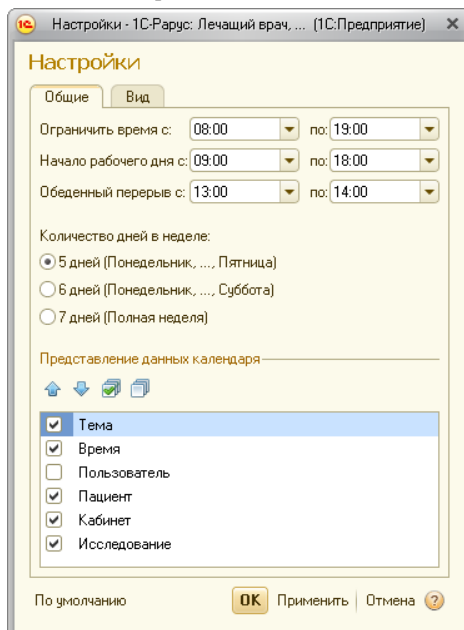 Настройки - 1С-Рарус: Лечащий врач, ... (1С:Предприятие)
Настройки
Общие Вид
Ограничить время с: 08:00 по: 19:00
Начало рабочего дня с: 09:00 по: 18:00
Обеденный перерыв с: 13:00 по: 14:00
Количество дней в неделе:
5 дней (Понедельник, ..., Пятница)
6 дней (Понедельник, ..., Суббота)
7 дней (Полная неделя)
Представление данных календаря
Тема
Время
Пользователь
Пациент
Кабинет
Исследование
По умолчанию OK Применить Отмена ?